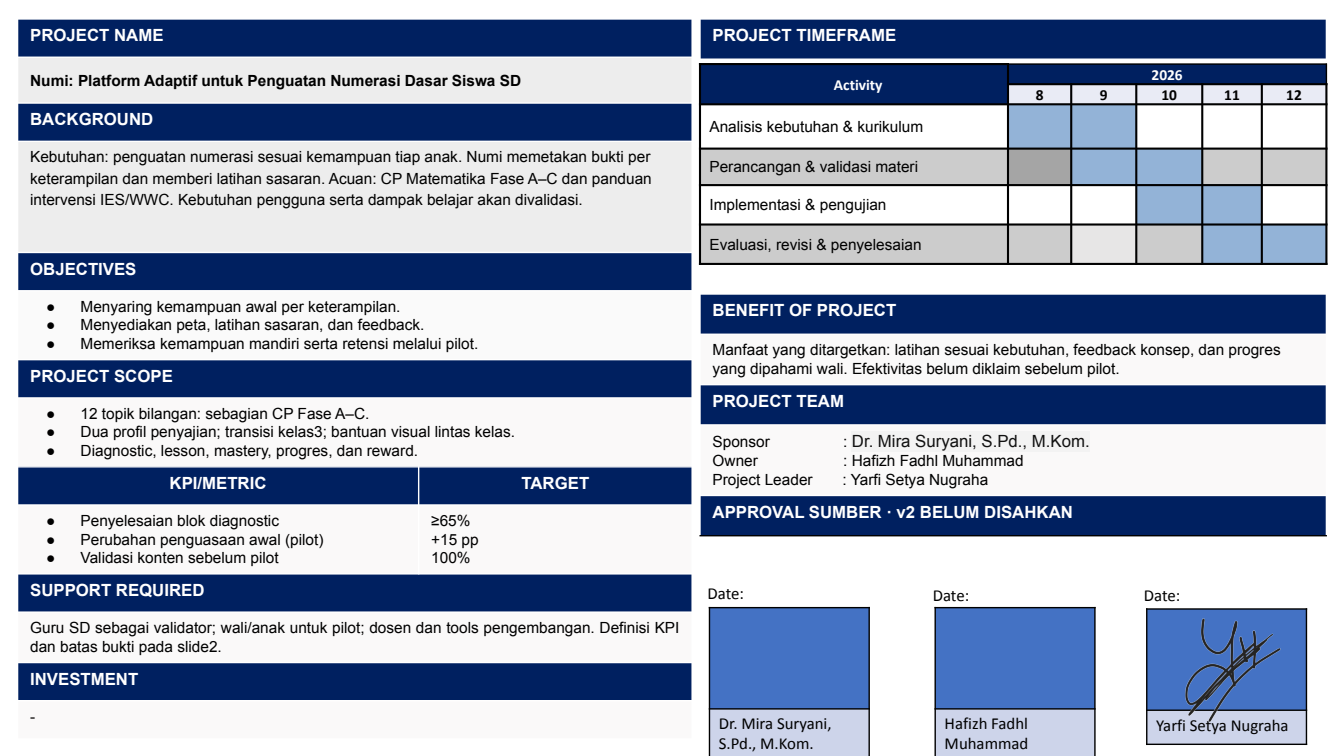 PROJECT NAME
Numi: Platform Adaptif untuk Penguatan Numerasi Dasar Siswa SD
BACKGROUND
Kebutuhan: penguatan numerasi sesuai kemampuan tiap anak. Numi memetakan bukti per
keterampilan dan memberi latihan sasaran. Acuan: CP Matematika Fase A–C dan panduan
intervensi IES/WWC. Kebutuhan pengguna serta dampak belajar akan divalidasi.
OBJECTIVES
● Menyaring kemampuan awal per keterampilan.
● Menyediakan peta, latihan sasaran, dan feedback.
● Memeriksa kemampuan mandiri serta retensi melalui pilot.
PROJECT SCOPE
● 12 topik bilangan: sebagian CP Fase A–C.
● Dua profil penyajian; transisi kelas3; bantuan visual lintas kelas.
● Diagnostic, lesson, mastery, progres, dan reward.
KPI/METRIC TARGET
● Penyelesaian blok diagnostic ≥65%
● Perubahan penguasaan awal (pilot) +15 pp
● Validasi konten sebelum pilot 100%
SUPPORT REQUIRED
Guru SD sebagai validator; wali/anak untuk pilot; dosen dan tools pengembangan. Definisi KPI
dan batas bukti pada slide2.
INVESTMENT
-
PROJECT TIMEFRAME
Activity 2026
8 9 10 11 12
Analisis kebutuhan & kurikulum
Perancangan & validasi materi
Implementasi & pengujian
Evaluasi, revisi & penyelesaian
BENEFIT OF PROJECT
Manfaat yang ditargetkan: latihan sesuai kebutuhan, feedback konsep, dan progres
yang dipahami wali. Efektivitas belum diklaim sebelum pilot.
PROJECT TEAM
Sponsor : Dr. Mira Suryani, S.Pd., M.Kom.
Owner : Hafizh Fadhl Muhammad
Project Leader : Yarfi Setya Nugraha
APPROVAL SUMBER · v2 BELUM DISAHKAN
Date: Date: Date:
Dr. Mira Suryani,
S.Pd., M.Kom.
Hafizh Fadhl
Muhammad
Yarfi Setya Nugraha